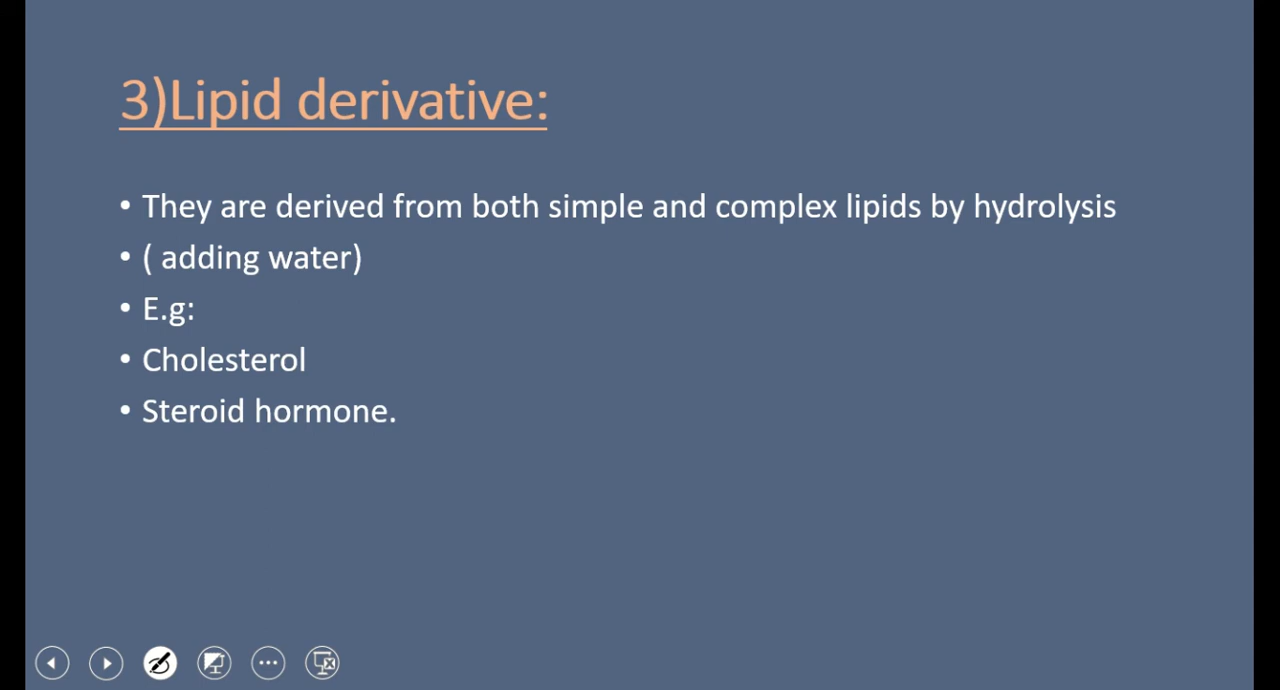 3)Lipid derivative:
• They are derived from both simple and complex lipids by hydrolysis
• ( adding water)
• E.g:
• Cholesterol
• Steroid hormone.